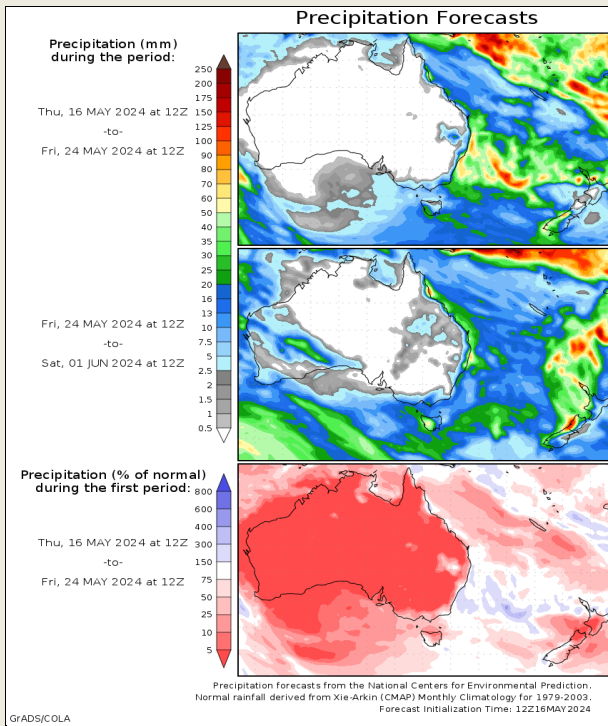 Precipitation Forecasts
Precipitation (mm)
during the period:
Thu, 16 MAY 2024 at 12Z
-to-
Fri, 24 MAY 2024 at 12Z
250
200
175
150
125
100
90
80
70
60
50
40
35
30
25
20
16
13
10
7.5
5
2.5
2
1.5
1
0.5
Fri, 24 MAY 2024 at 12Z
-to-
Sat, 01 JUN 2024 at 12Z
Precipitation (% of normal)
during the first period:
Thu, 16 MAY 2024 at 12Z
-to-
Fri, 24 MAY 2024 at 12Z
800
600
400
300
150
75
50
25
10
5
Precipitation forecasts from the National Centers for Environmental Prediction.
Normal rainfall derived from Xie-Arkin (CMAP) Monthly Climatology for 1979-2003.
Forecast Initialization Time: 12Z16MAY2024
GrADS/COLA